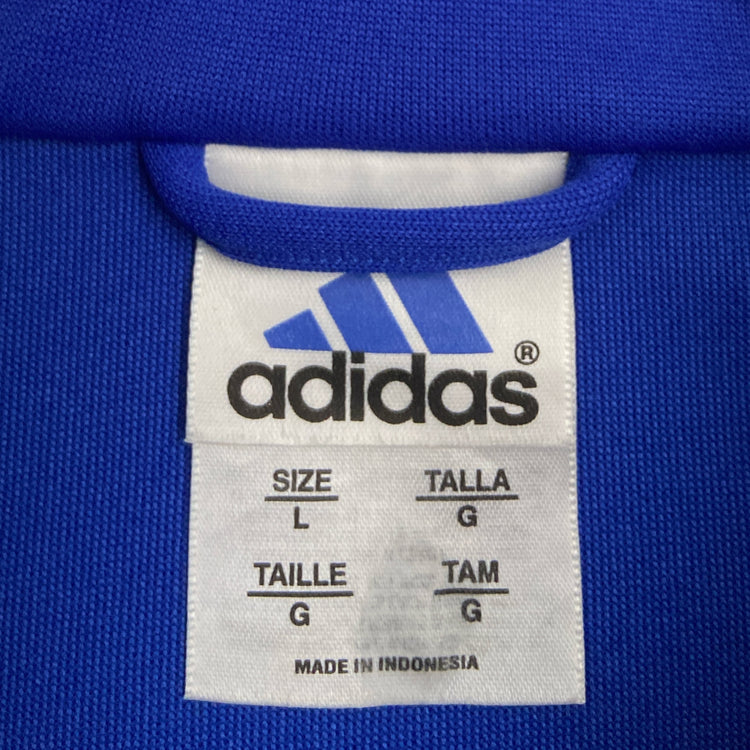 adidas®
SIZE TALLA
L G
TAILLE TAM
G G
MADE IN INDONESIA